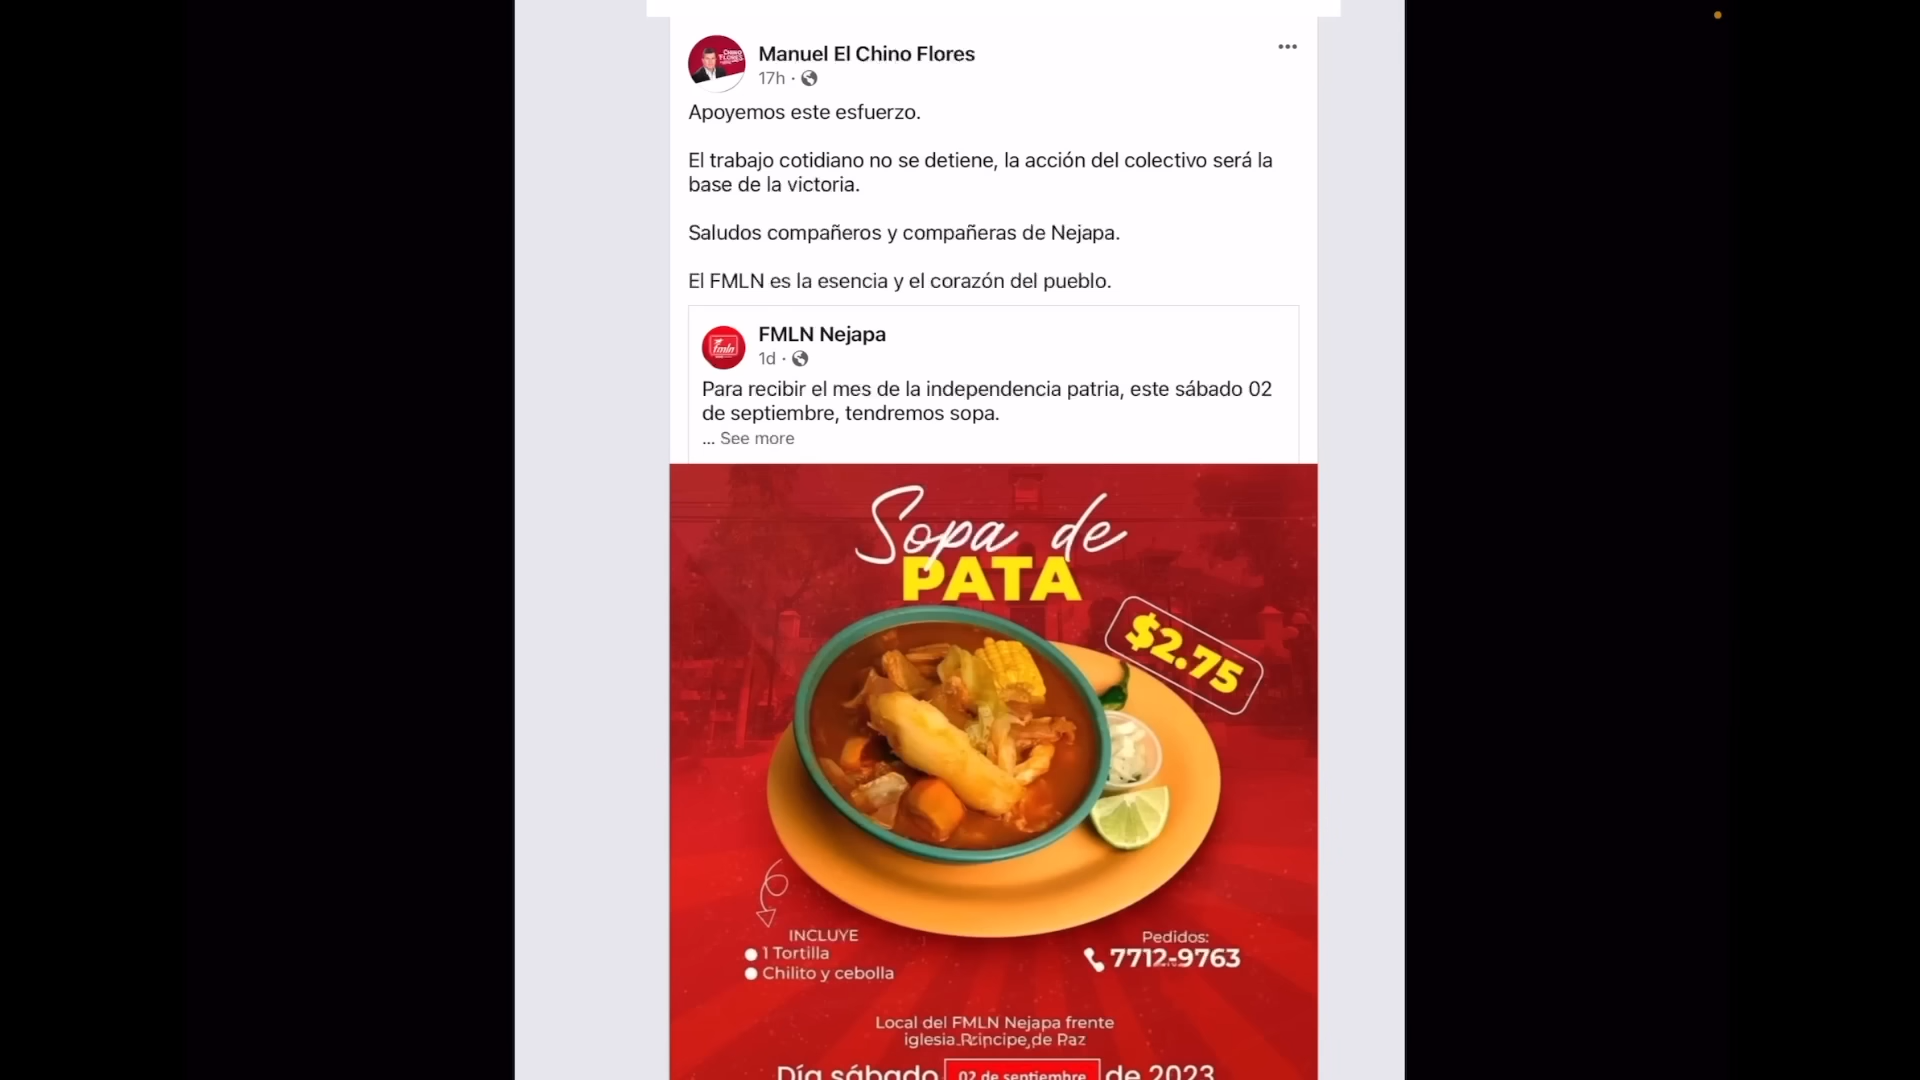 Manuel El Chino Flores
17h ·
Apoyemos este esfuerzo.
El trabajo cotidiano no se detiene, la acción del colectivo será la
base de la victoria.
Saludos compañeros y compañeras de Nejapa.
El FMLN es la esencia y el corazón del pueblo.
fmln
FMLN Nejapa
1d ·
Para recibir el mes de la independencia patria, este sábado 02
de septiembre, tendremos sopa.
... See more
Sopa de
PATA
$2.75
INCLUYE
1 Tortilla
Chilito y cebolla
Pedidos:
7712-9763
Local del FMLN Nejapa frente
iglesia Principe de Paz
Día sábado 02 de septiembre de 2023